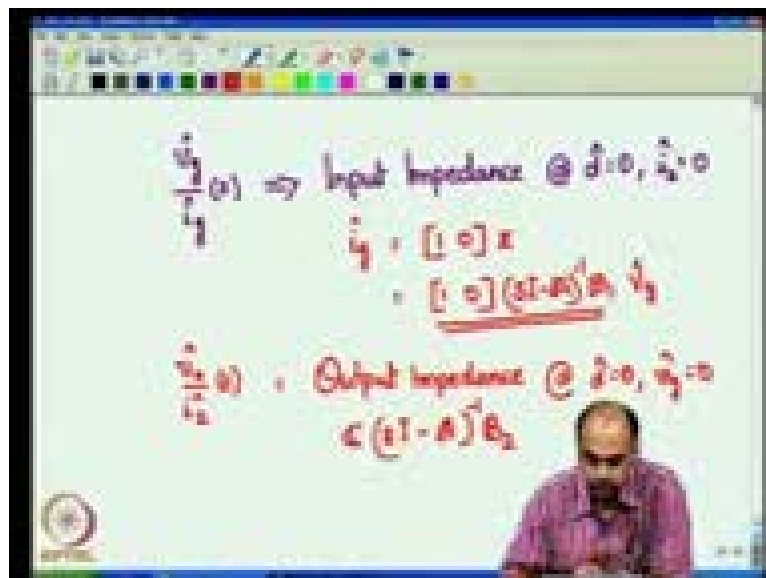 v̂g/îg (s) => Input Impedance @ d̂=0, îz=0
îg = [1 0] x
= [1 0] (sI-A)⁻¹ B₁ v̂g
v̂o/îz (s) = Output Impedance @ d̂=0, v̂g=0
C (sI-A)⁻¹ B₂
NPTEL